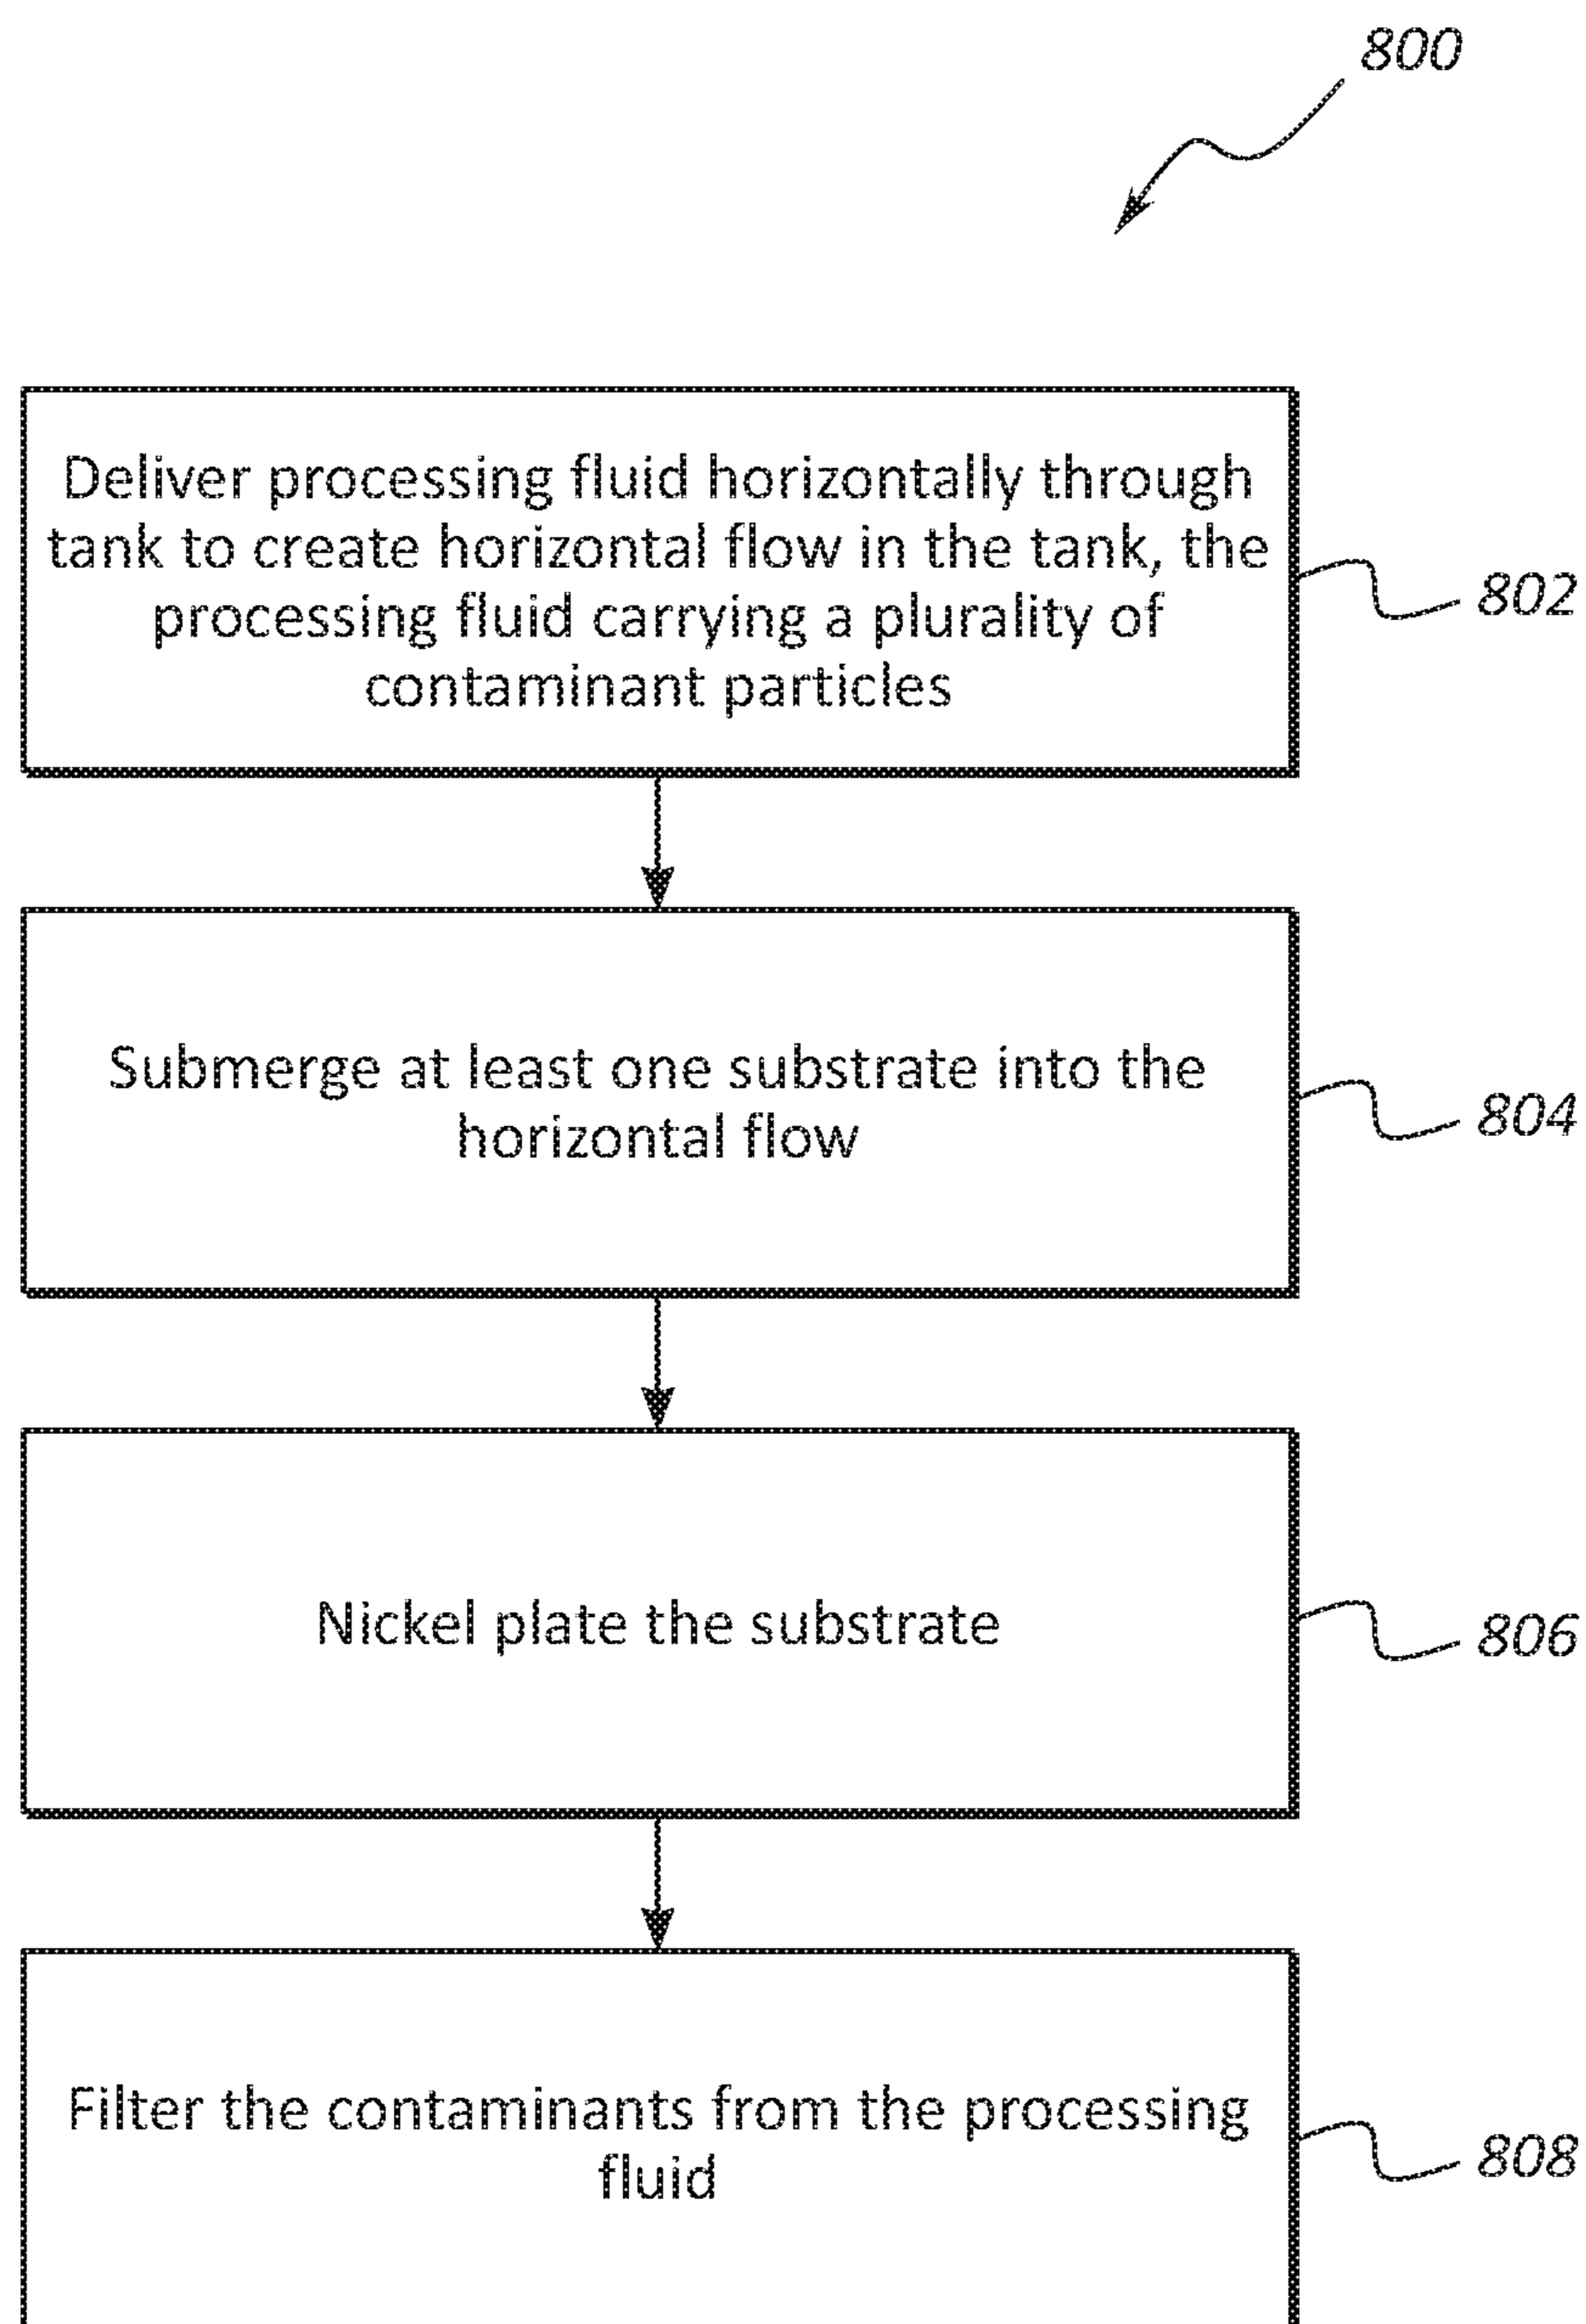 800
Deliver processing fluid horizontally through
tank to create horizontal flow in the tank, the
processing fluid carrying a plurality of
contaminant particles
802
Submerge at least one substrate into the
horizontal flow
804
Nickel plate the substrate
806
Filter the contaminants from the processing
fluid
808